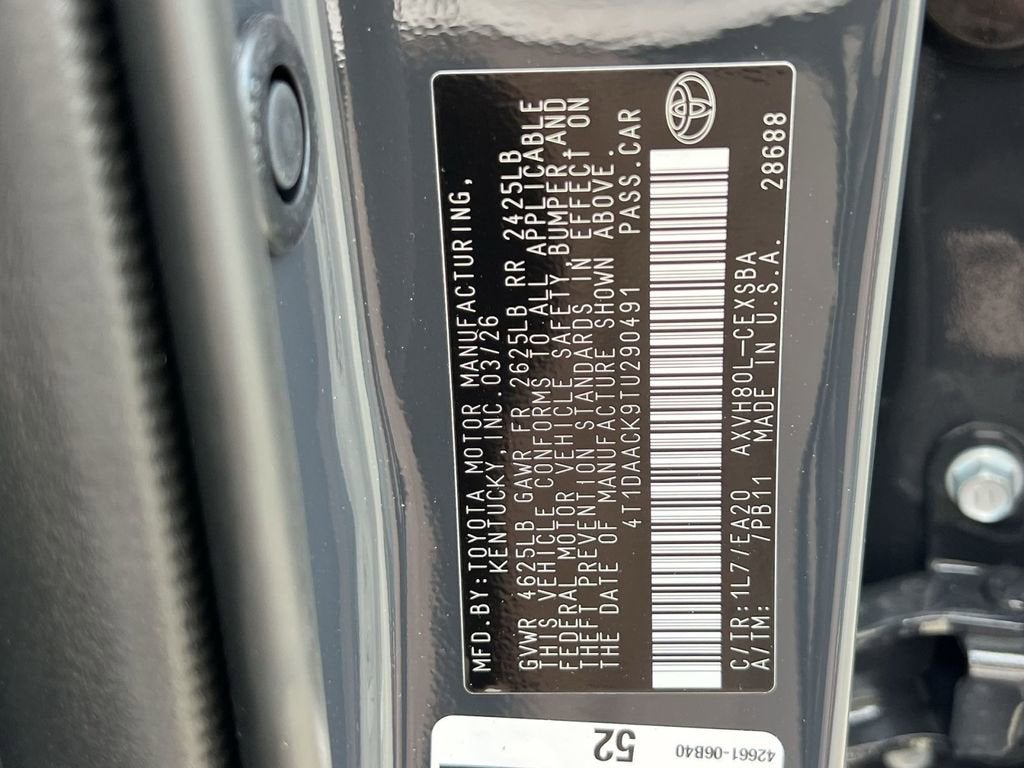 MFD.BY:TOYOTA MOTOR MANUFACTURING,
KENTUCKY,INC.03/26
GVWR 4625LB GAWR FR 2625LB RR 2425LB
THIS VEHICLE CONFORMS TO ALL APPLICABLE
FEDERAL MOTOR VEHICLE SAFETY,BUMPER,AND
THEFT PREVENTION STANDARDS IN EFFECT ON
THE DATE OF MANUFACTURE SHOWN ABOVE.
4T1DAACK9TU290491 PASS.CAR
C/TR:1L7/EA20 AXVH80L-CEXSBA
A/TM: /PB11 MADE IN U.S.A. 28688
52
42661-06B40